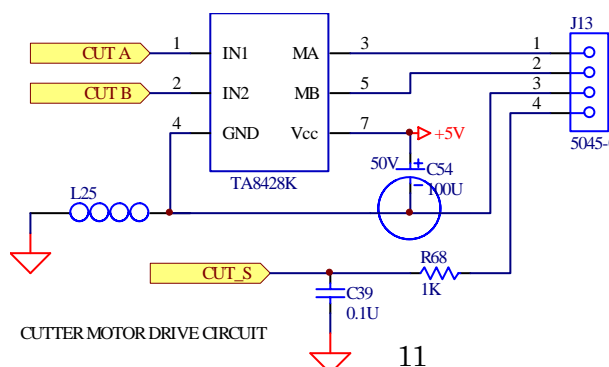 J13
CUT A 1 IN1 MA 3 1
2
CUT B 2 IN2 MB 5 3
4
4 GND Vcc 7 +5V
5045-
50V + C54
TA8428K - 100U
L25
CUT_S R68
1K
C39
0.1U
CUTTER MOTOR DRIVE CIRCUIT
11